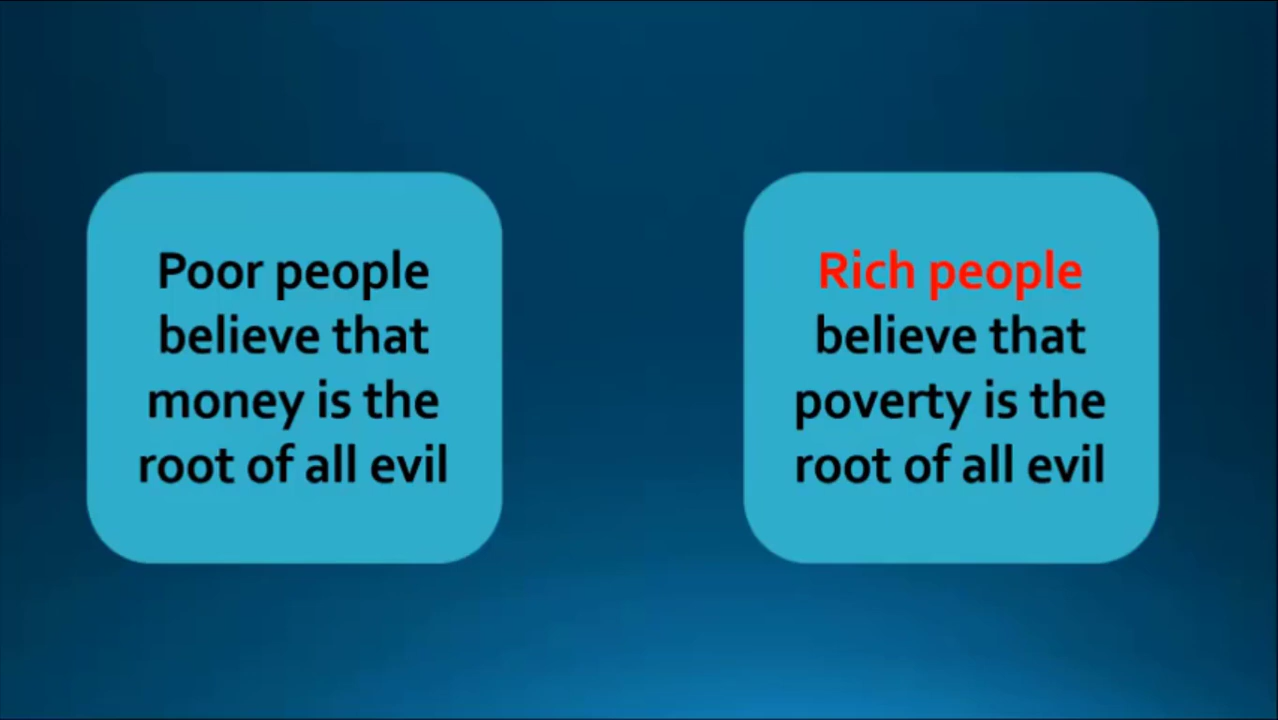 Poor people
believe that
money is the
root of all evil
Rich people
believe that
poverty is the
root of all evil